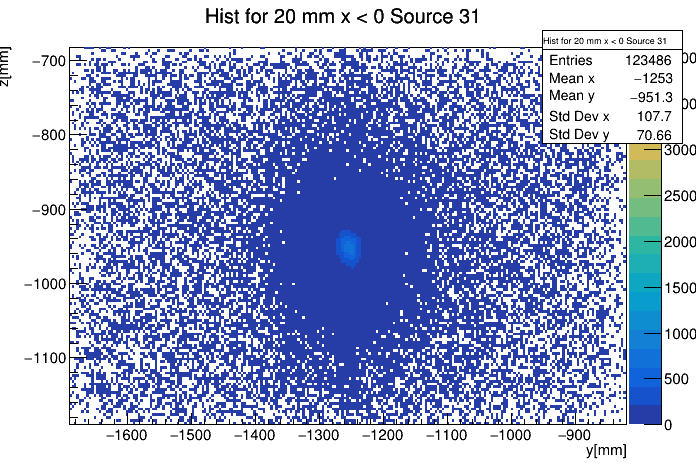 Hist for 20 mm x < 0 Source 31
z[mm]
−700
−800
−900
−1000
−1100
−1600 −1500 −1400 −1300 −1200 −1100 −1000 −900
y[mm]
Hist for 20 mm x < 0 Source 31
Entries 123486
Mean x −1253
Mean y −951.3
Std Dev x 107.7
Std Dev y 70.66
3000
2500
2000
1500
1000
500
0